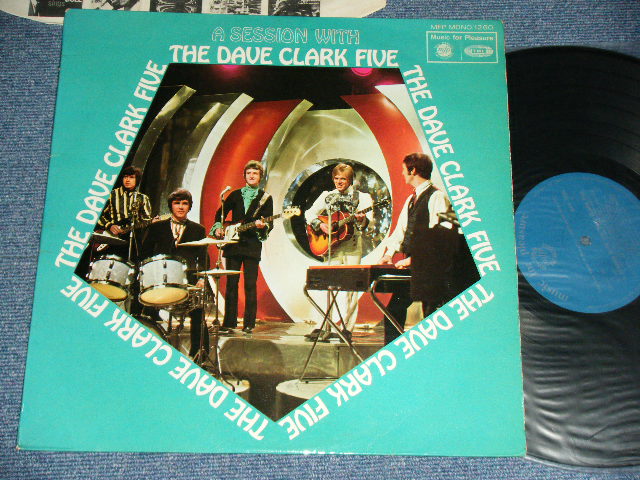 A SESSION WITH
THE DAVE CLARK FIVE
MFP MONO 1260
Music for Pleasure
EMI
THE DAVE CLARK FIVE
THE DAVE CLARK FIVE
THE DAVE CLARK FIVE
THE DAVE CLARK FIVE